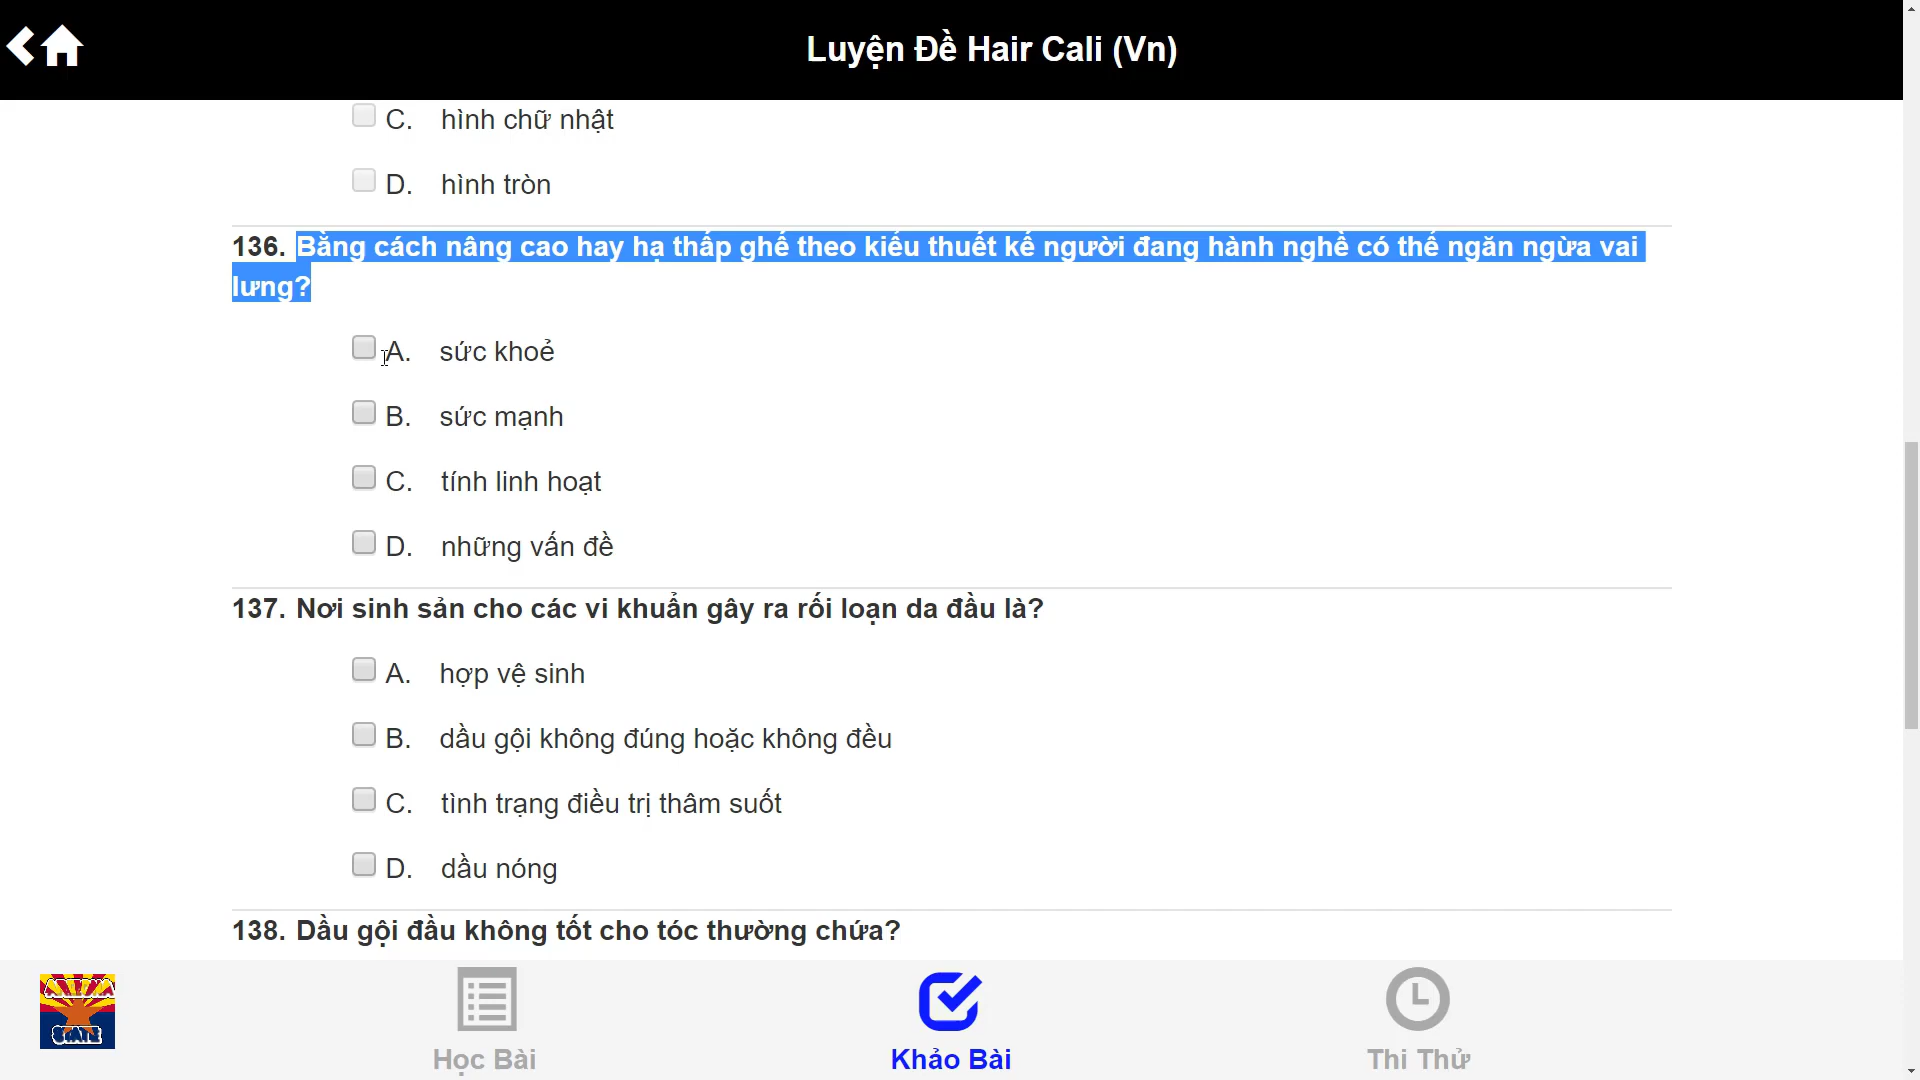 Luyện Đề Hair Cali (Vn)
C. hình chữ nhật
D. hình tròn
136. Bằng cách nâng cao hay hạ thấp ghế theo kiểu thuết kế người đang hành nghề có thể ngăn ngừa vai
lưng?
A. sức khoẻ
B. sức mạnh
C. tính linh hoạt
D. những vấn đề
137. Nơi sinh sản cho các vi khuẩn gây ra rối loạn da đầu là?
A. hợp vệ sinh
B. dầu gội không đúng hoặc không đều
C. tình trạng điều trị thâm suốt
D. dầu nóng
138. Dầu gội đầu không tốt cho tóc thường chứa?
ARIZONA
STATE
Học Bài
Khảo Bài
Thi Thử